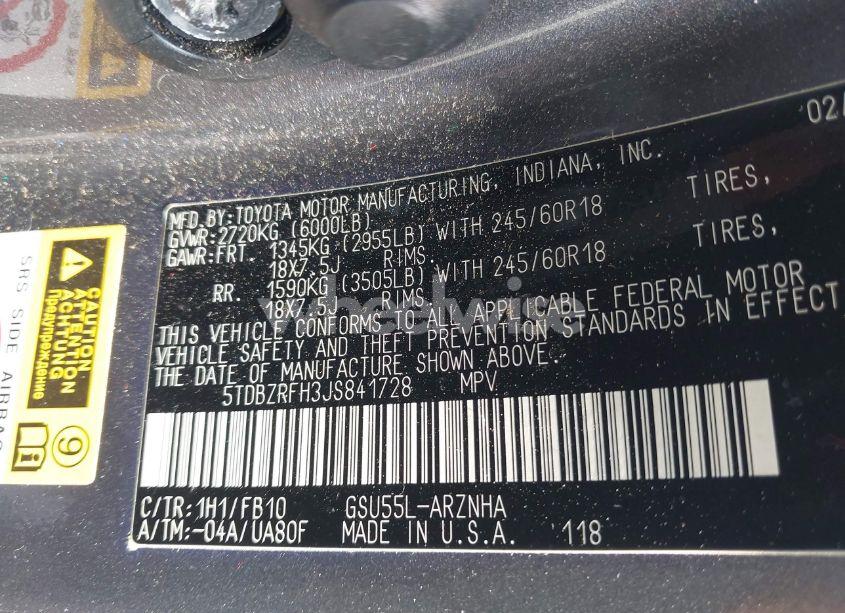 02/
MFD.BY:TOYOTA MOTOR MANUFACTURING, INDIANA, INC.
GVWR:2720KG (6000LB)
GAWR:FRT. 1345KG (2955LB) WITH 245/60R18 TIRES,
18X7.5J RIMS
RR. 1590KG (3505LB) WITH 245/60R18 TIRES,
18X7.5J RIMS
THIS VEHICLE CONFORMS TO ALL APPLICABLE FEDERAL MOTOR
VEHICLE SAFETY AND THEFT PREVENTION STANDARDS IN EFFECT
THE DATE OF MANUFACTURE SHOWN ABOVE.
5TDBZRFH3JS841728 MPV
C/TR:1H1/FB10 GSU55L-ARZNHA
A/TM:-04A/UA80F MADE IN U.S.A. 118
SRS SIDE AIRBAG
CAUTION
ATTENTION
ACHTUNG
Предупреждение